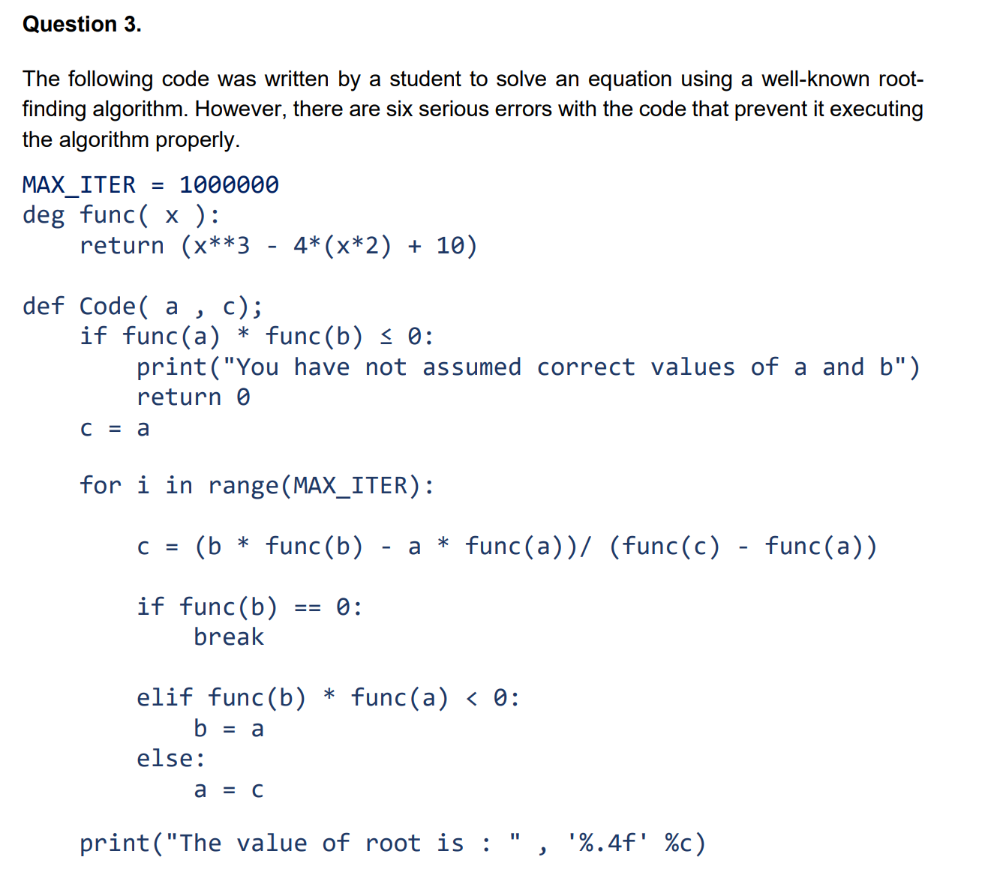 Question 3.
The following code was written by a student to solve an equation using a well-known root-
finding algorithm. However, there are six serious errors with the code that prevent it executing
the algorithm properly.
MAX_ITER = 1000000
deg func( x ):
    return (x**3 - 4*(x*2) + 10)
def Code( a , c);
    if func(a) * func(b) ≤ 0:
        print("You have not assumed correct values of a and b")
        return 0
    c = a
    for i in range(MAX_ITER):
        c = (b * func(b) - a * func(a))/ (func(c) - func(a))
        if func(b) == 0:
            break
        elif func(b) * func(a) < 0:
            b = a
        else:
            a = c
    print("The value of root is : " , '%.4f' %c)